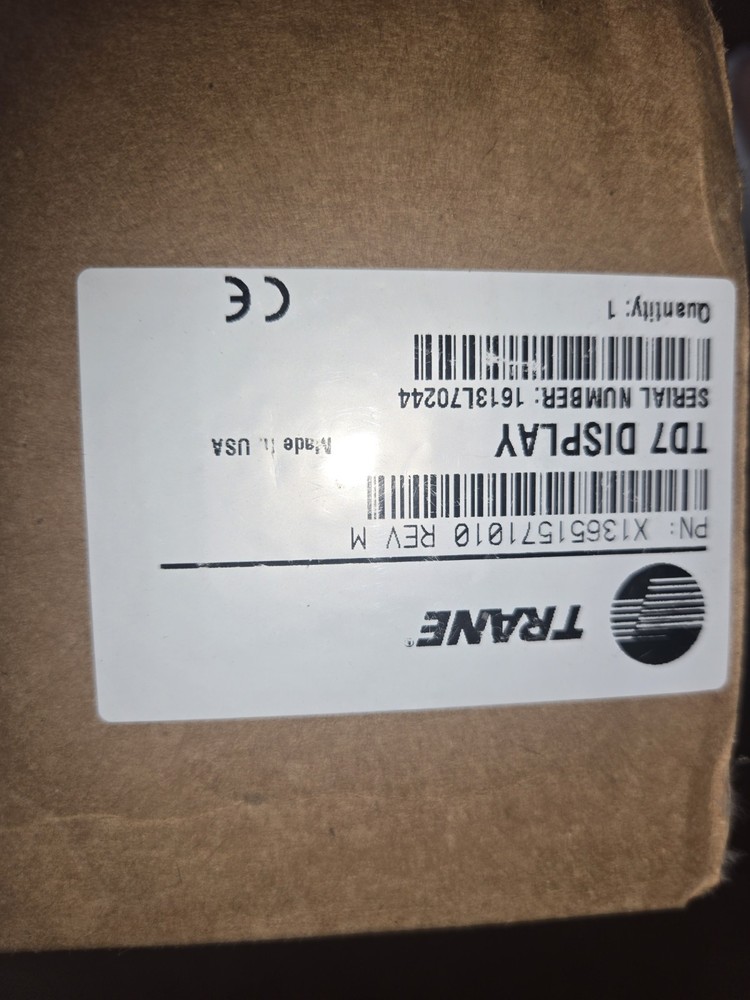 TRANE®
PN: X13651571010 REV M
TD7 DISPLAY
Made in USA
SERIAL NUMBER: 1613L70244
Quantity: 1
CE